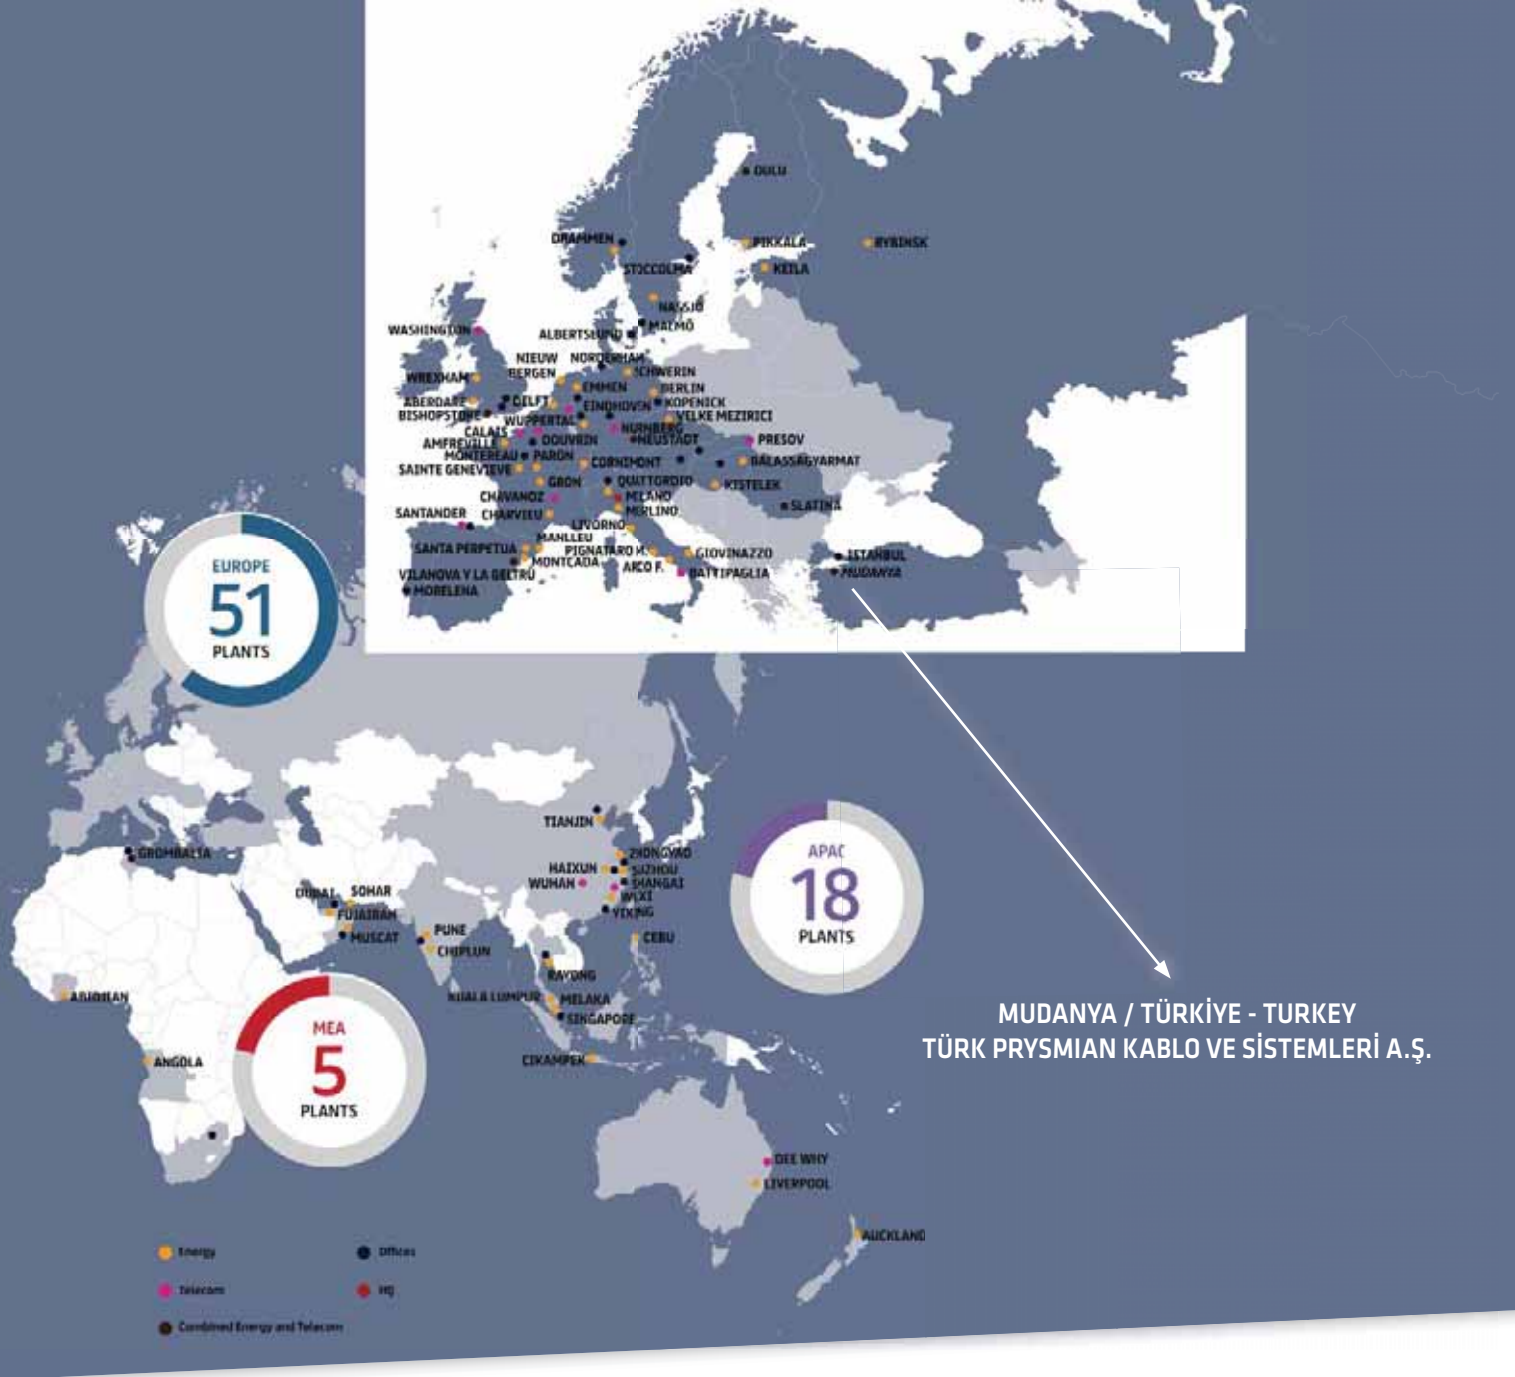 OULU
DRAMMEN
PIKKALA
RYBINSK
STOCCOLMA
KEILA
NASSJÖ
WASHINGTON
ALBERTSLUND
MALMÖ
NIEUW
BERGEN
NORDERHAM
WREXHAM
SCHWERIN
EMMEN
BERLIN
ABERDARE
DELFT
EINDHOVEN
KOPENICK
BISHOPSTOKE
WUPPERTAL
VELKE MEZIRICI
CALAIS
NURNBERG
AMFREVILLE
DOUVRIN
NEUSTADT
PRESOV
MONTEREAU
PARON
SAINTE GENEVIEVE
CORNIMONT
BALASSAGYARMAT
GRON
QUATTORDIO
KISTELEK
CHAVANOZ
MILANO
SLATINA
SANTANDER
CHARVIEU
MERLINO
LIVORNO
MANLLEU
SANTA PERPETUA
PIGNATARO M.
GIOVINAZZO
ISTANBUL
MONTCADA
ARCO F.
BATTIPAGLIA
MUDANYA
VILANOVA Y LA GELTRÚ
MORELENA
EUROPE
51
PLANTS
TIANJIN
GROMBALIA
ZHONGYAO
HAIXUN
SUZHOU
WUHAN
SHANGAI
WUXI
YIXING
DUBAI
SOHAR
FUJAIRAH
MUSCAT
PUNE
CHIPLUN
CEBU
RAYONG
APAC
18
PLANTS
ABIDJEAN
KUALA LUMPUR
MELAKA
SINGAPORE
MEA
5
PLANTS
MUDANYA / TÜRKİYE - TURKEY
TÜRK PRYSMIAN KABLO VE SİSTEMLERİ A.Ş.
ANGOLA
CIKAMPEK
DEE WHY
LIVERPOOL
AUCKLAND
Energy
Offices
Telecom
HQ
Combined Energy and Telecom